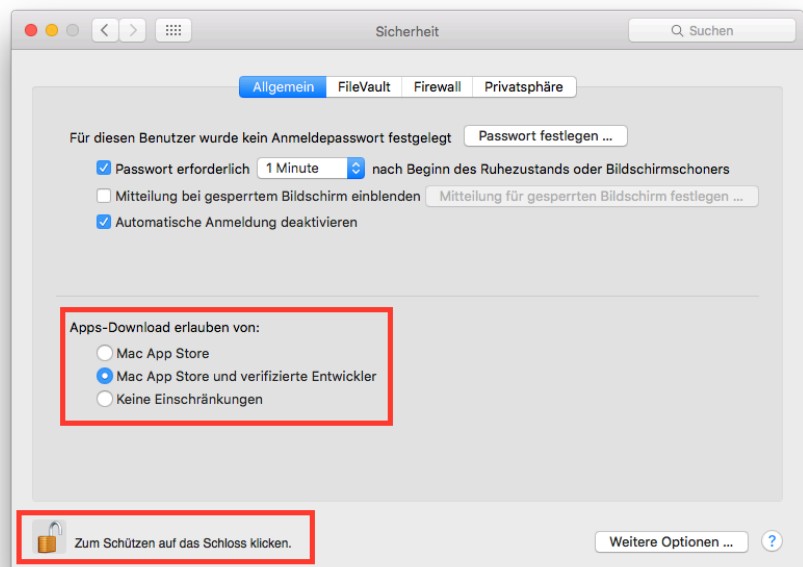 Sicherheit
Suchen
Allgemein FileVault Firewall Privatsphäre
Für diesen Benutzer wurde kein Anmeldepasswort festgelegt Passwort festlegen ...
Passwort erforderlich 1 Minute nach Beginn des Ruhezustands oder Bildschirmschoners
Mitteilung bei gesperrtem Bildschirm einblenden Mitteilung für gesperrten Bildschirm festlegen ...
Automatische Anmeldung deaktivieren
Apps-Download erlauben von:
Mac App Store
Mac App Store und verifizierte Entwickler
Keine Einschränkungen
Zum Schützen auf das Schloss klicken.
Weitere Optionen ... ?